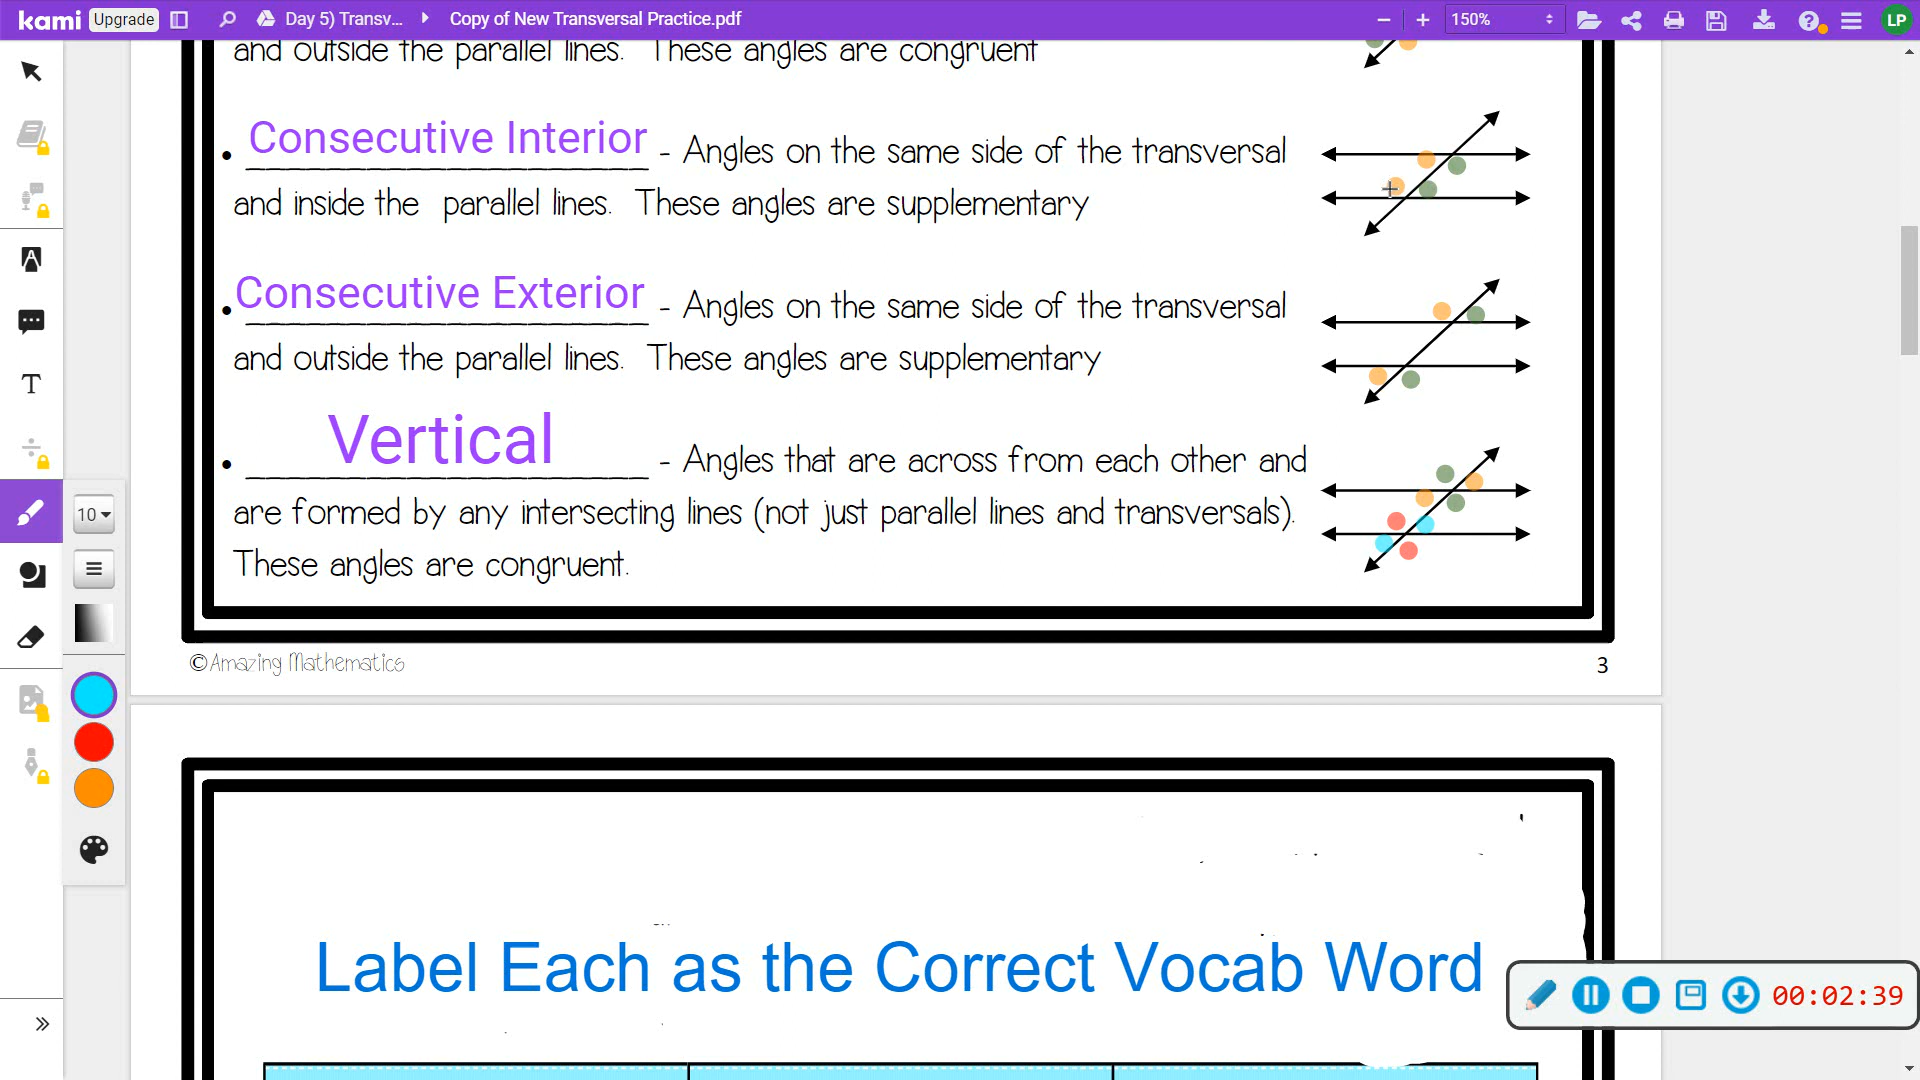 kami Upgrade Day 5) Transv... Copy of New Transversal Practice.pdf 150% LP
and outside the parallel lines. These angles are congruent
• Consecutive Interior - Angles on the same side of the transversal
and inside the parallel lines. These angles are supplementary
• Consecutive Exterior - Angles on the same side of the transversal
and outside the parallel lines. These angles are supplementary
• Vertical - Angles that are across from each other and
are formed by any intersecting lines (not just parallel lines and transversals).
These angles are congruent.
10
©Amazing Mathematics
3
Label Each as the Correct Vocab Word
00:02:39